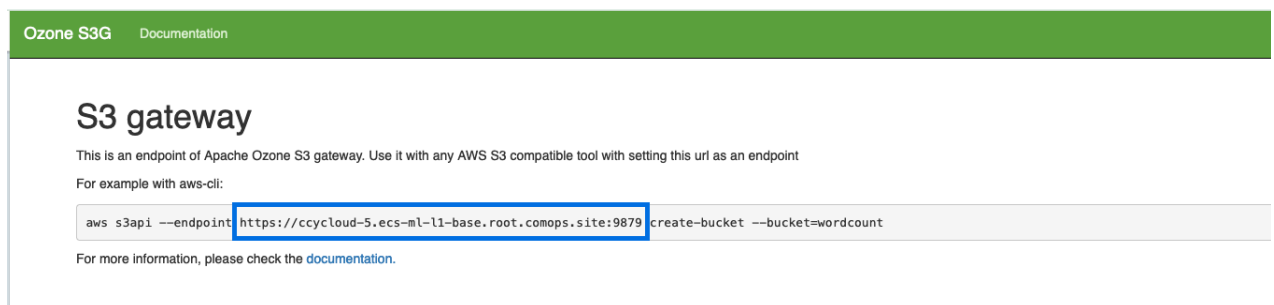 Ozone S3G Documentation
S3 gateway
This is an endpoint of Apache Ozone S3 gateway. Use it with any AWS S3 compatible tool with setting this url as an endpoint
For example with aws-cli:
aws s3api --endpoint https://ccycloud-5.ecs-ml-l1-base.root.comops.site:9879 create-bucket --bucket=wordcount
For more information, please check the documentation.